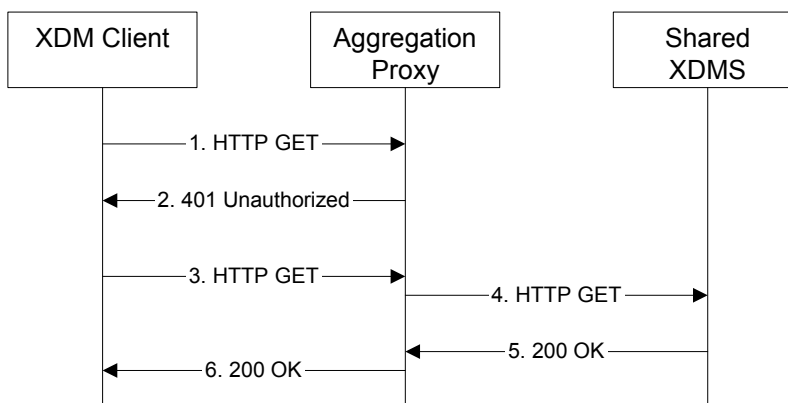 XDM Client
Aggregation
Proxy
Shared
XDMS
1. HTTP GET
2. 401 Unauthorized
3. HTTP GET
4. HTTP GET
5. 200 OK
6. 200 OK